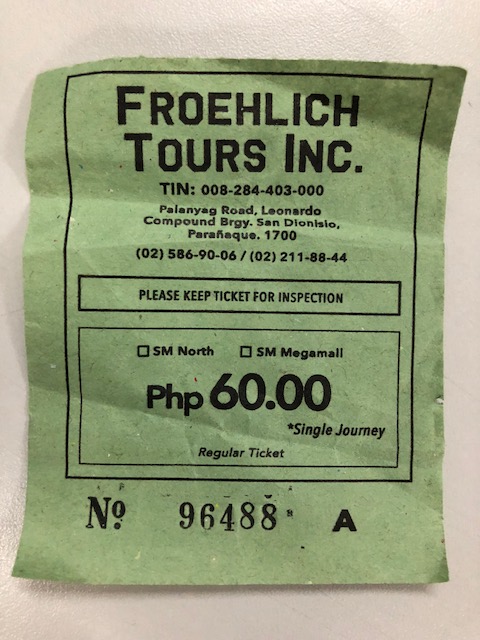 FROEHLICH
TOURS INC.
TIN: 008-284-403-000
Palanyag Road, Leonardo
Compound Brgy. San Dionisio,
Parañaque. 1700
(02) 586-90-06 / (02) 211-88-44
PLEASE KEEP TICKET FOR INSPECTION
☐ SM North ☐ SM Megamall
Php 60.00
*Single Journey
Regular Ticket
Nº 96488 A